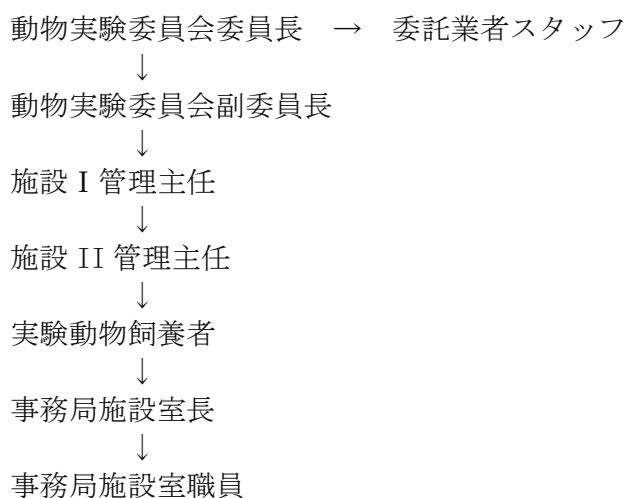 動物実験委員会委員長　→　委託業者スタッフ
↓
動物実験委員会副委員長
↓
施設 I 管理主任
↓
施設 II 管理主任
↓
実験動物飼養者
↓
事務局施設室長
↓
事務局施設室職員